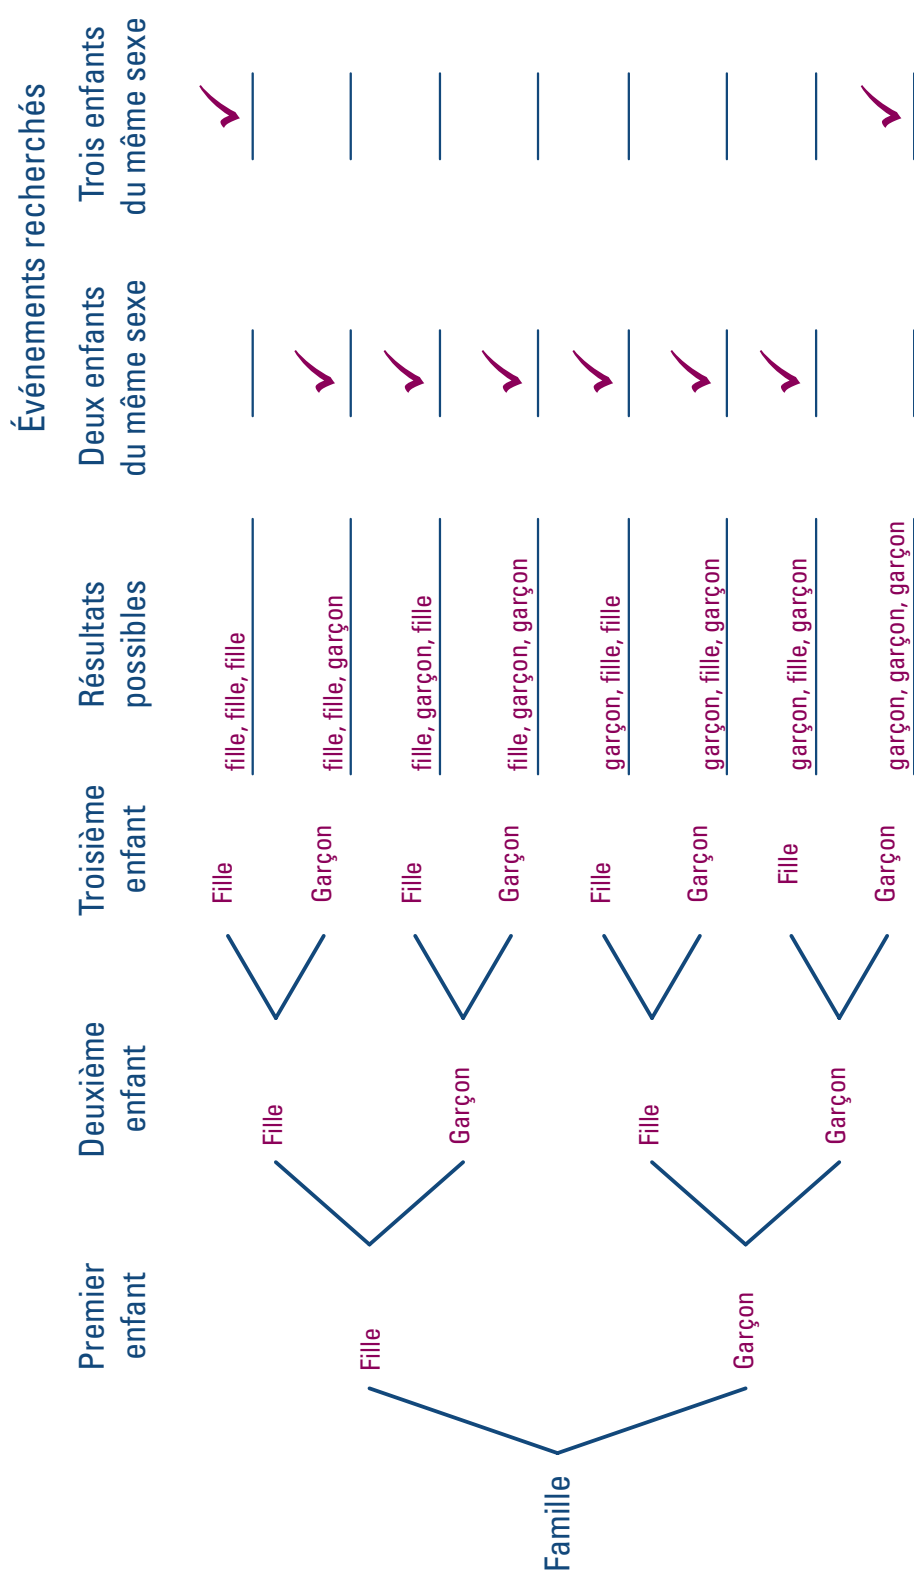 Événements recherchés
Premier enfant
Deuxième enfant
Troisième enfant
Résultats possibles
Deux enfants du même sexe
Trois enfants du même sexe
Famille
Fille
Garçon
Fille
Garçon
Fille
Garçon
Fille
Garçon
Fille
Garçon
Fille
Garçon
Fille
Garçon
fille, fille, fille
fille, fille, garçon
fille, garçon, fille
fille, garçon, garçon
garçon, fille, fille
garçon, fille, garçon
garçon, fille, garçon
garçon, garçon, garçon